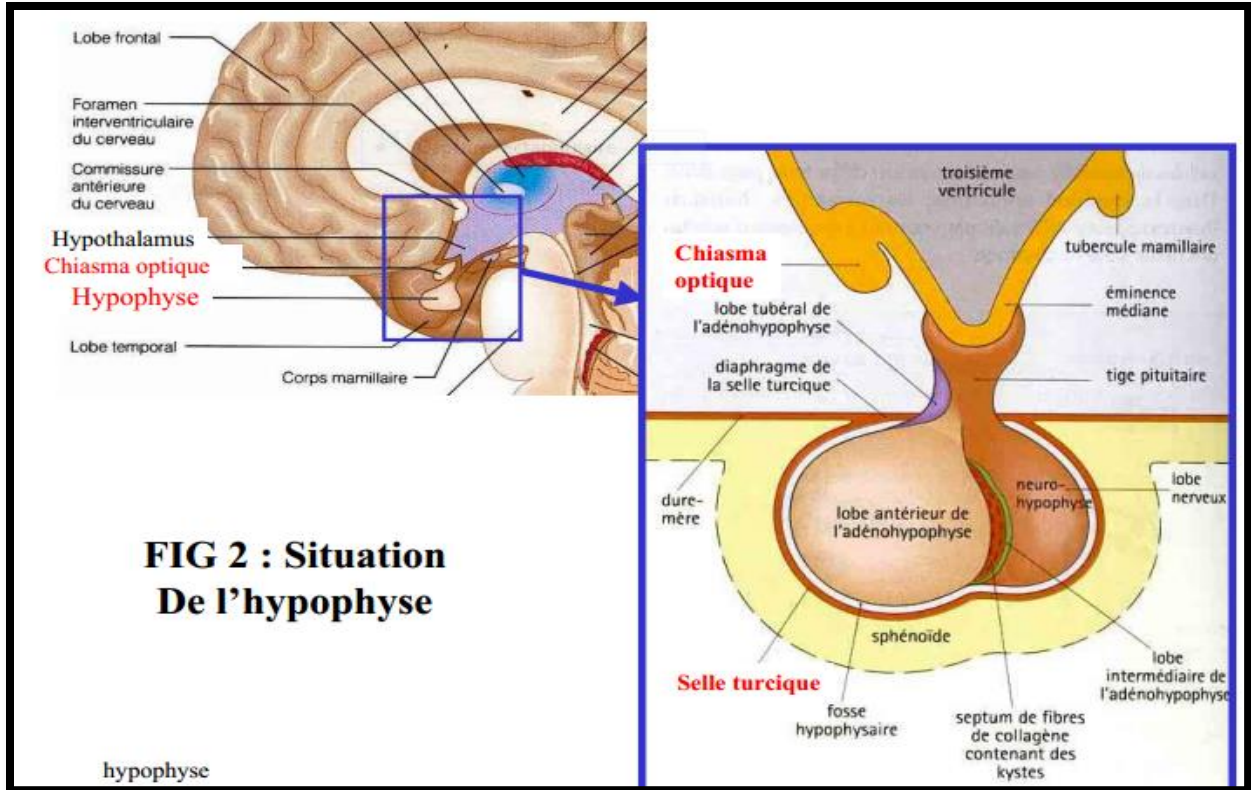 Lobe frontal
Foramen
interventriculaire
du cerveau
Commissure
antérieure
du cerveau
Hypothalamus
Chiasma optique
Hypophyse
Lobe temporal
Corps mamillaire
FIG 2 : Situation
De l'hypophyse
hypophyse
troisième
ventricule
Chiasma
optique
tubercule mamillaire
lobe tubéral de
l'adénohypophyse
éminence
médiane
diaphragme de
la selle turcique
tige pituitaire
dure-
mère
lobe antérieur de
l'adénohypophyse
neuro-
hypophyse
lobe
nerveux
sphénoïde
Selle turcique
lobe
intermédiaire de
l'adénohypophyse
fosse
hypophysaire
septum de fibres
de collagène
contenant des
kystes